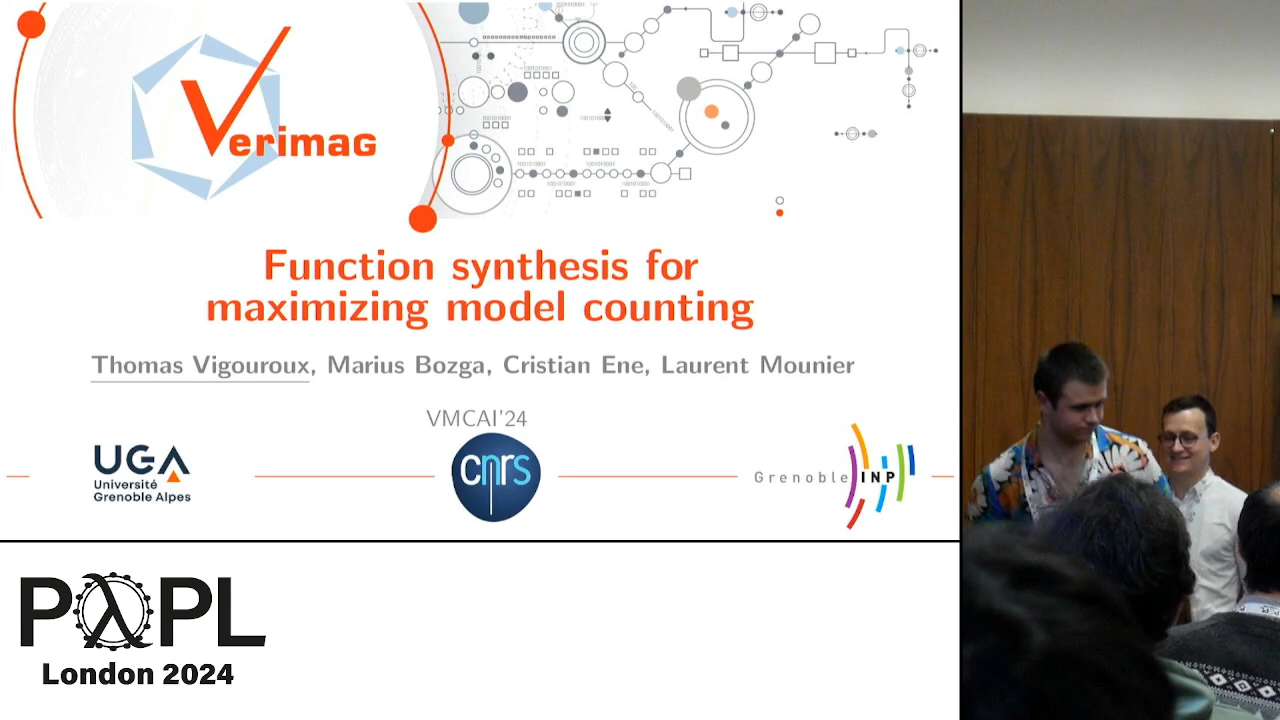 Verimag
Function synthesis for
maximizing model counting
Thomas Vigouroux, Marius Bozga, Cristian Ene, Laurent Mounier
VMCAI'24
UGA
Université
Grenoble Alpes
cnrs
Grenoble INP
PλPL
London 2024